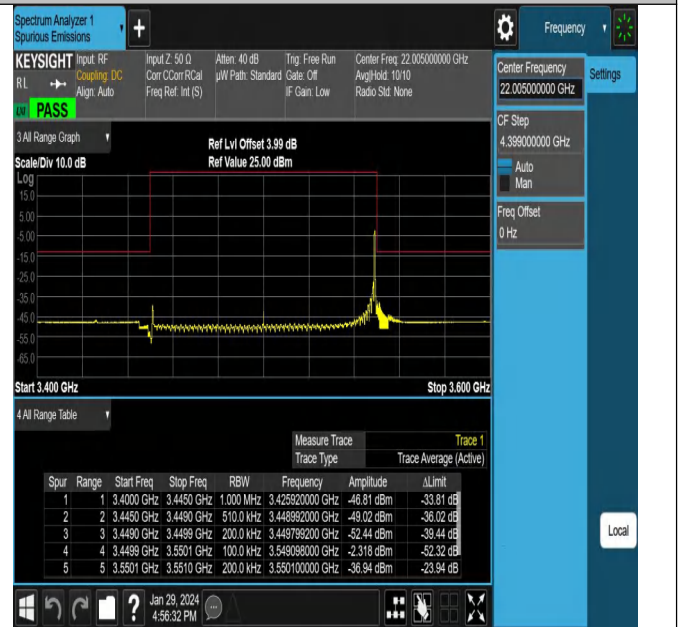 Spectrum Analyzer 1
Spurious Emissions
Frequency
KEYSIGHT Input: RF Input Z: 50 Ω Atten: 40 dB Trig: Free Run Center Freq: 22.005000000 GHz
RL Coupling: DC Corr CCorr RCal µW Path: Standard Gate: Off Avg|Hold: 10/10
Align: Auto Freq Ref: Int (S) IF Gain: Low Radio Std: None
PASS
Center Frequency
22.005000000 GHz
Settings
CF Step
4.399000000 GHz
Auto
Man
Freq Offset
0 Hz
3 All Range Graph
Ref Lvl Offset 3.99 dB
Scale/Div 10.0 dB Ref Value 25.00 dBm
Log
15.0
5.00
-5.00
-15.0
-25.0
-35.0
-45.0
-55.0
-65.0
Start 3.400 GHz Stop 3.600 GHz
4 All Range Table
Measure Trace Trace 1
Trace Type Trace Average (Active)
Spur Range Start Freq Stop Freq RBW Frequency Amplitude ΔLimit
1 1 3.4000 GHz 3.4450 GHz 1.000 MHz 3.425920000 GHz -46.81 dBm -33.81 dB
2 2 3.4450 GHz 3.4490 GHz 510.0 kHz 3.448992000 GHz -49.02 dBm -36.02 dB
3 3 3.4490 GHz 3.4499 GHz 200.0 kHz 3.449799200 GHz -52.44 dBm -39.44 dB
4 4 3.4499 GHz 3.5501 GHz 100.0 kHz 3.549098000 GHz -2.318 dBm -52.32 dB
5 5 3.5501 GHz 3.5510 GHz 200.0 kHz 3.550100000 GHz -36.94 dBm -23.94 dB
Local
Jan 29, 2024
4:56:32 PM